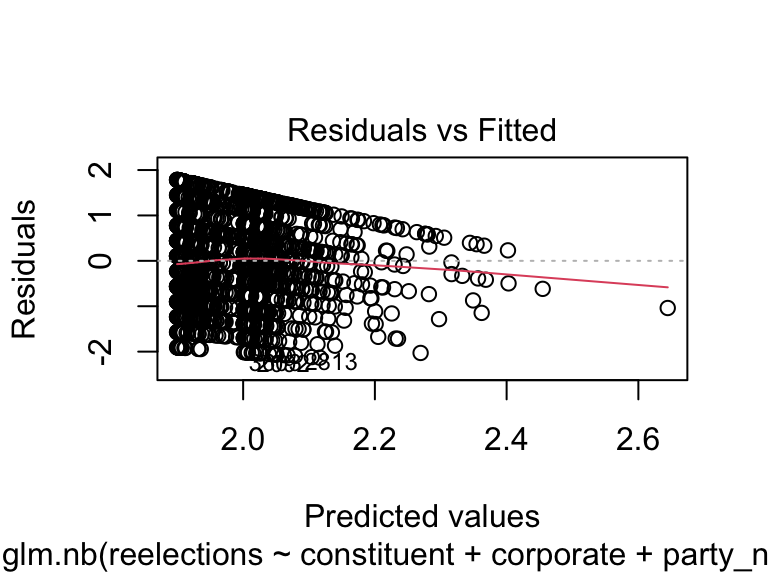 Residuals vs Fitted
Residuals
2
1
0
-2
2.0
2.2
2.4
2.6
Predicted values
glm.nb(reelections ~ constituent + corporate + party_n